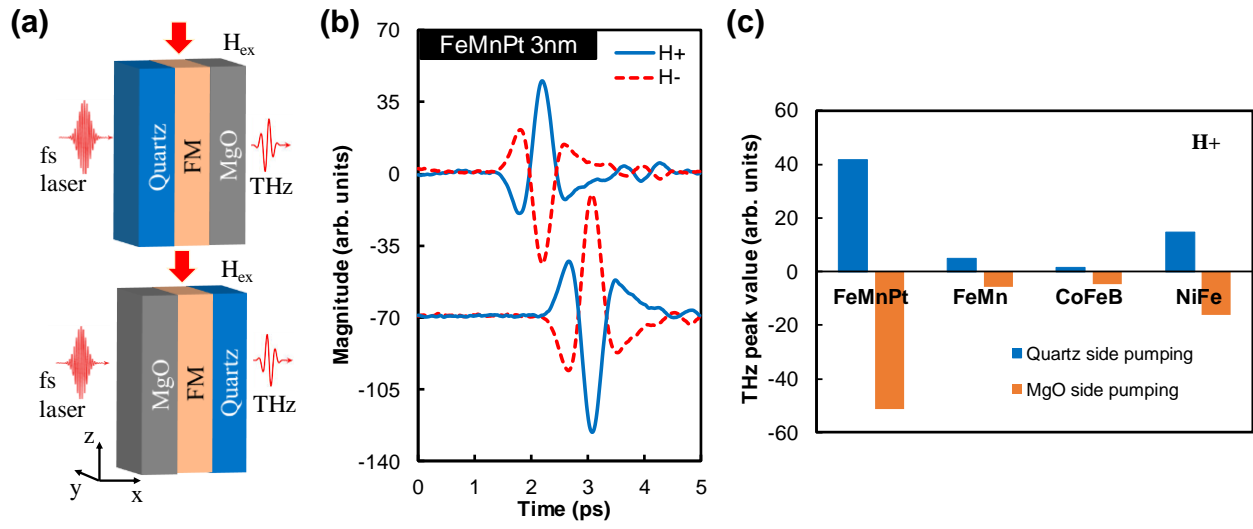 (a)
H_ex
Quartz
FM
MgO
fs
laser
THz
H_ex
MgO
FM
Quartz
fs
laser
THz
z
y
x
(b)
FeMnPt 3nm
H+
H-
Magnitude (arb. units)
70
35
0
-35
-70
-105
-140
0 1 2 3 4 5
Time (ps)
(c)
H+
THz peak value (arb. units)
60
40
20
0
-20
-40
-60
FeMnPt FeMn CoFeB NiFe
Quartz side pumping
MgO side pumping